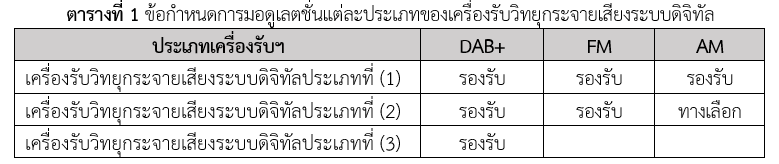 ตารางที่ 1 ข้อกำหนดการมอดูเลตชั่นแต่ละประเภทของเครื่องรับวิทยุกระจายเสียงระบบดิจิทัล
ประเภทเครื่องรับฯ DAB+ FM AM
เครื่องรับวิทยุกระจายเสียงระบบดิจิทัลประเภทที่ (1) รองรับ รองรับ รองรับ
เครื่องรับวิทยุกระจายเสียงระบบดิจิทัลประเภทที่ (2) รองรับ รองรับ ทางเลือก
เครื่องรับวิทยุกระจายเสียงระบบดิจิทัลประเภทที่ (3) รองรับ